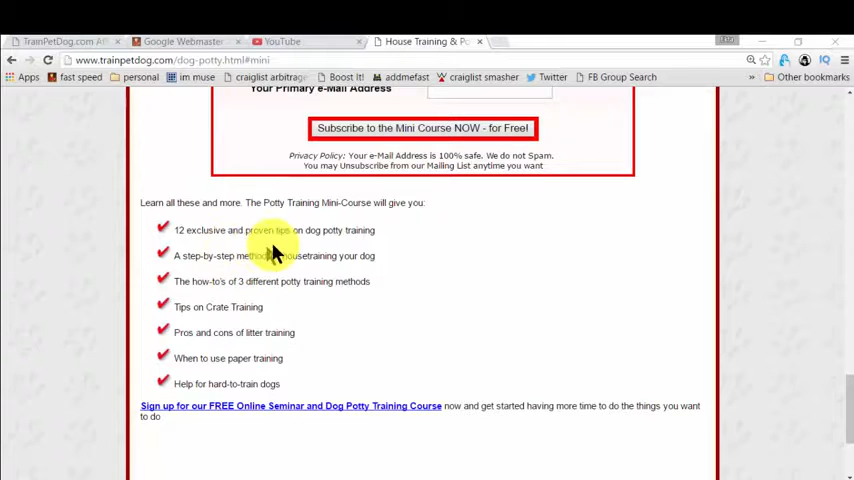 TrainPetDog.com Aff
Google Webmaster
YouTube
House Training & Po
www.trainpetdog.com/dog-potty.html#mini
Apps
fast speed
personal
im muse
craiglist arbitrage
Boost It!
addmefast
craiglist smasher
Twitter
FB Group Search
»
Other bookmarks
Your Primary e-Mail Address
Subscribe to the Mini Course NOW - for Free!
Privacy Policy: Your e-Mail Address is 100% safe. We do not Spam.
You may Unsubscribe from our Mailing List anytime you want
Learn all these and more. The Potty Training Mini-Course will give you:
12 exclusive and proven tips on dog potty training
A step-by-step method housetraining your dog
The how-to's of 3 different potty training methods
Tips on Crate Training
Pros and cons of litter training
When to use paper training
Help for hard-to-train dogs
Sign up for our FREE Online Seminar and Dog Potty Training Course now and get started having more time to do the things you want
to do